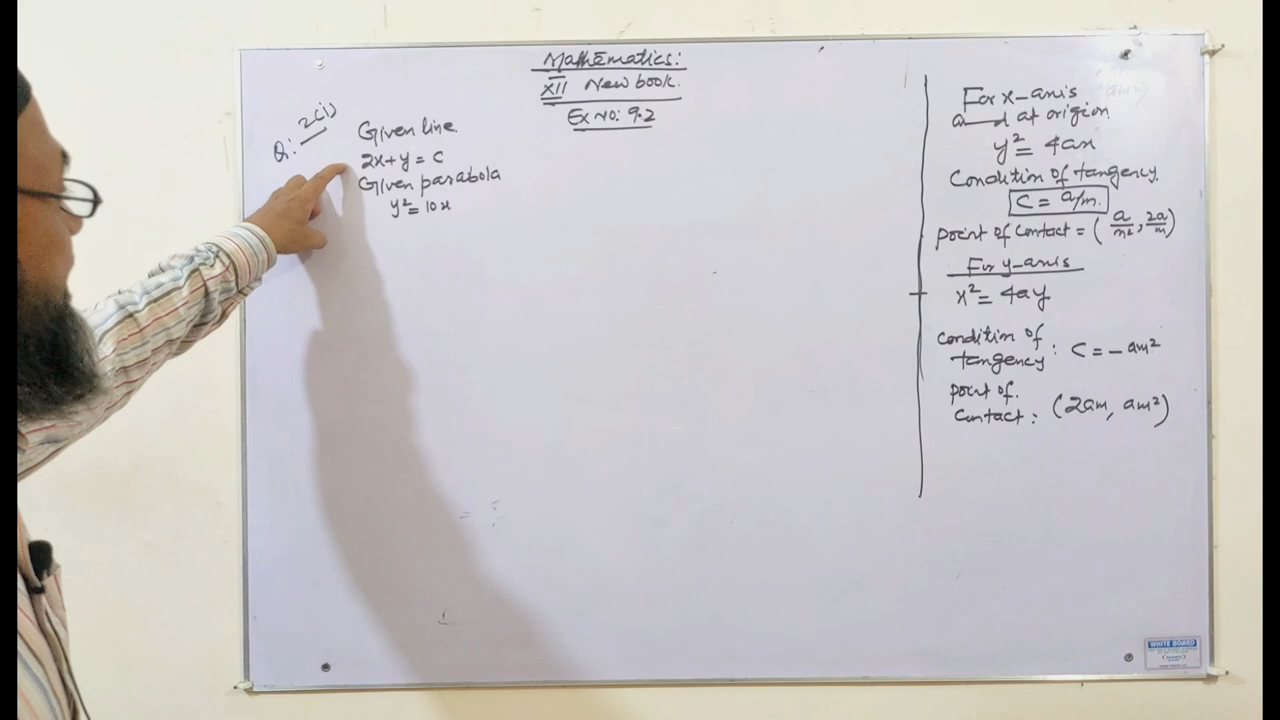 Mathematics:
XII New book.
Ex No: 9.2
Q: 2(i)
Given line.
2x+y = c
Given parabola
y² = 10x
For x-axis
and at origion
y² = 4ax
Condition of tangency.
C = a/m.
point of contact = (a/m², 2a/m)
For y-axis
x² = 4ay
condition of
tangency : C = -am²
point of.
contact : (2am, am²)
WHITE BOARD